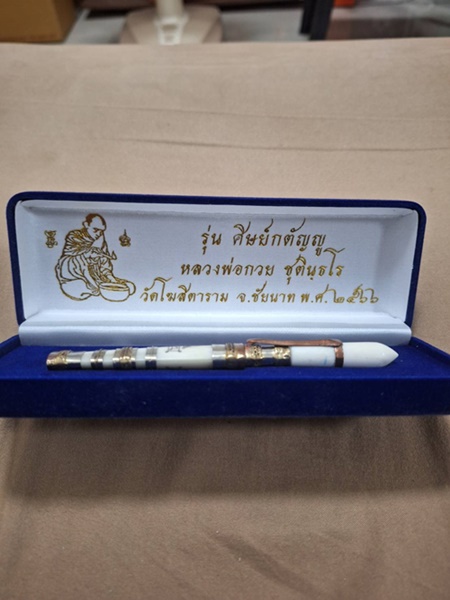 รุ่น ศิษย์กตัญญู
หลวงพ่อกวย ชุตินฺธโร
วัดโฆสิตาราม จ.ชัยนาท พ.ศ.๒๕๖๖